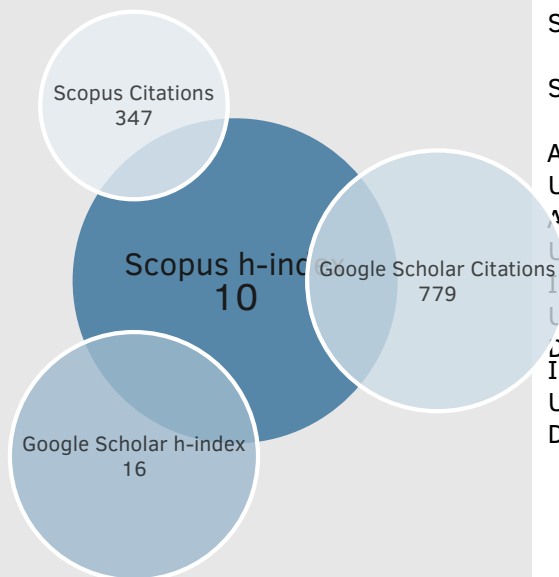 Scopus Citations
347
Scopus h-index
10
Google Scholar Citations
779
Google Scholar h-index
16
S
S
A
U
A
U
I
U
D
I
U
D